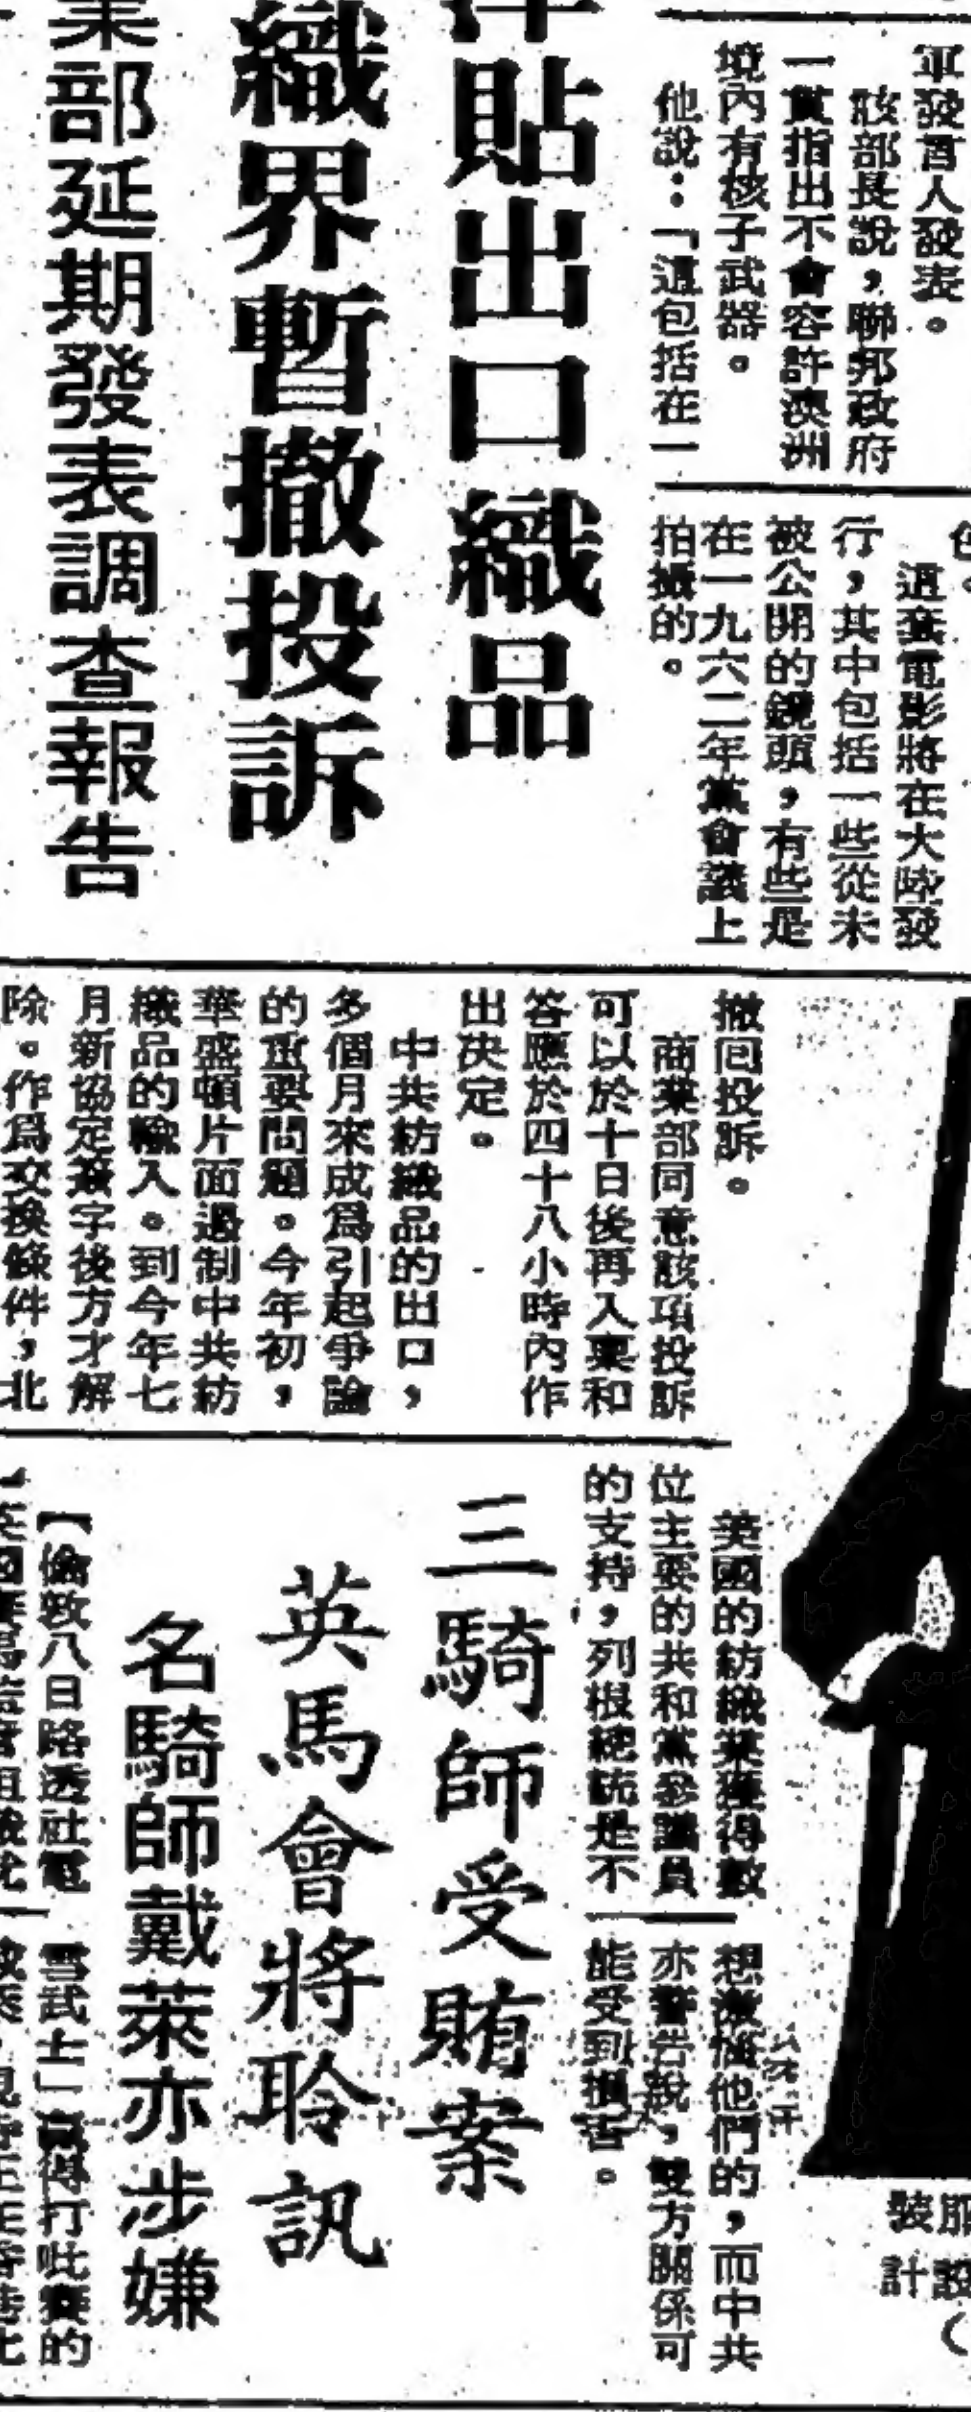 軍發言人發表。
該部長說，聯邦政府
一貫指出不會容許澳洲
境內有核子武器。
他說：「這包括在一
這套電影將在大陸發
行，其中包括一些從未
被公開的鏡頭，有些是
在一九六二年黨會議上
拍攝的。
貼出口織品
織界暫撤投訴
業部延期發表調查報告
撤回投訴。
商業部同意該項投訴
可以於十日後再入稟和
答應於四十八小時內作
出決定。
中共紡織品的出口，
多個月來成爲引起爭論
的重要問題。今年初，
華盛頓片面遏制中共紡
織品的輸入。到今年七
月新協定簽字後方才解
除。作爲交換條件，北
美國的紡織業獲得數
位主要的共和黨參議員
的支持，列根總統是不
想激惱他們的，而中共
亦警告說，雙方關係可
能受到損害。
三騎師受賄案
英馬會將聆訊
名騎師戴萊亦涉嫌
【倫敦八日路透社電
雪武士」贏得打吡賽的
服設
裝計